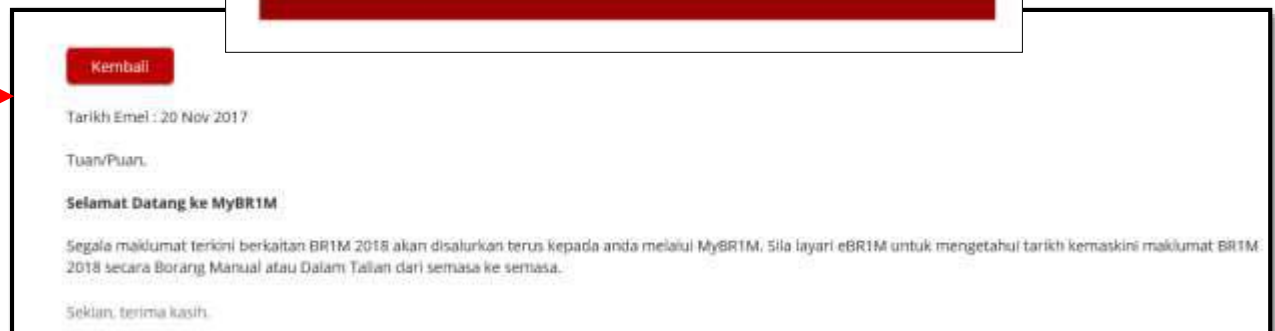 Kembali
Tarikh Emel : 20 Nov 2017
Tuan/Puan,
Selamat Datang ke MyBR1M
Segala maklumat terkini berkaitan BR1M 2018 akan disalurkan terus kepada anda melalui MyBR1M. Sila layari eBR1M untuk mengetahui tarikh kemaskini maklumat BR1M
2018 secara Borang Manual atau Dalam Talian dari semasa ke semasa.
Sekian, terima kasih.